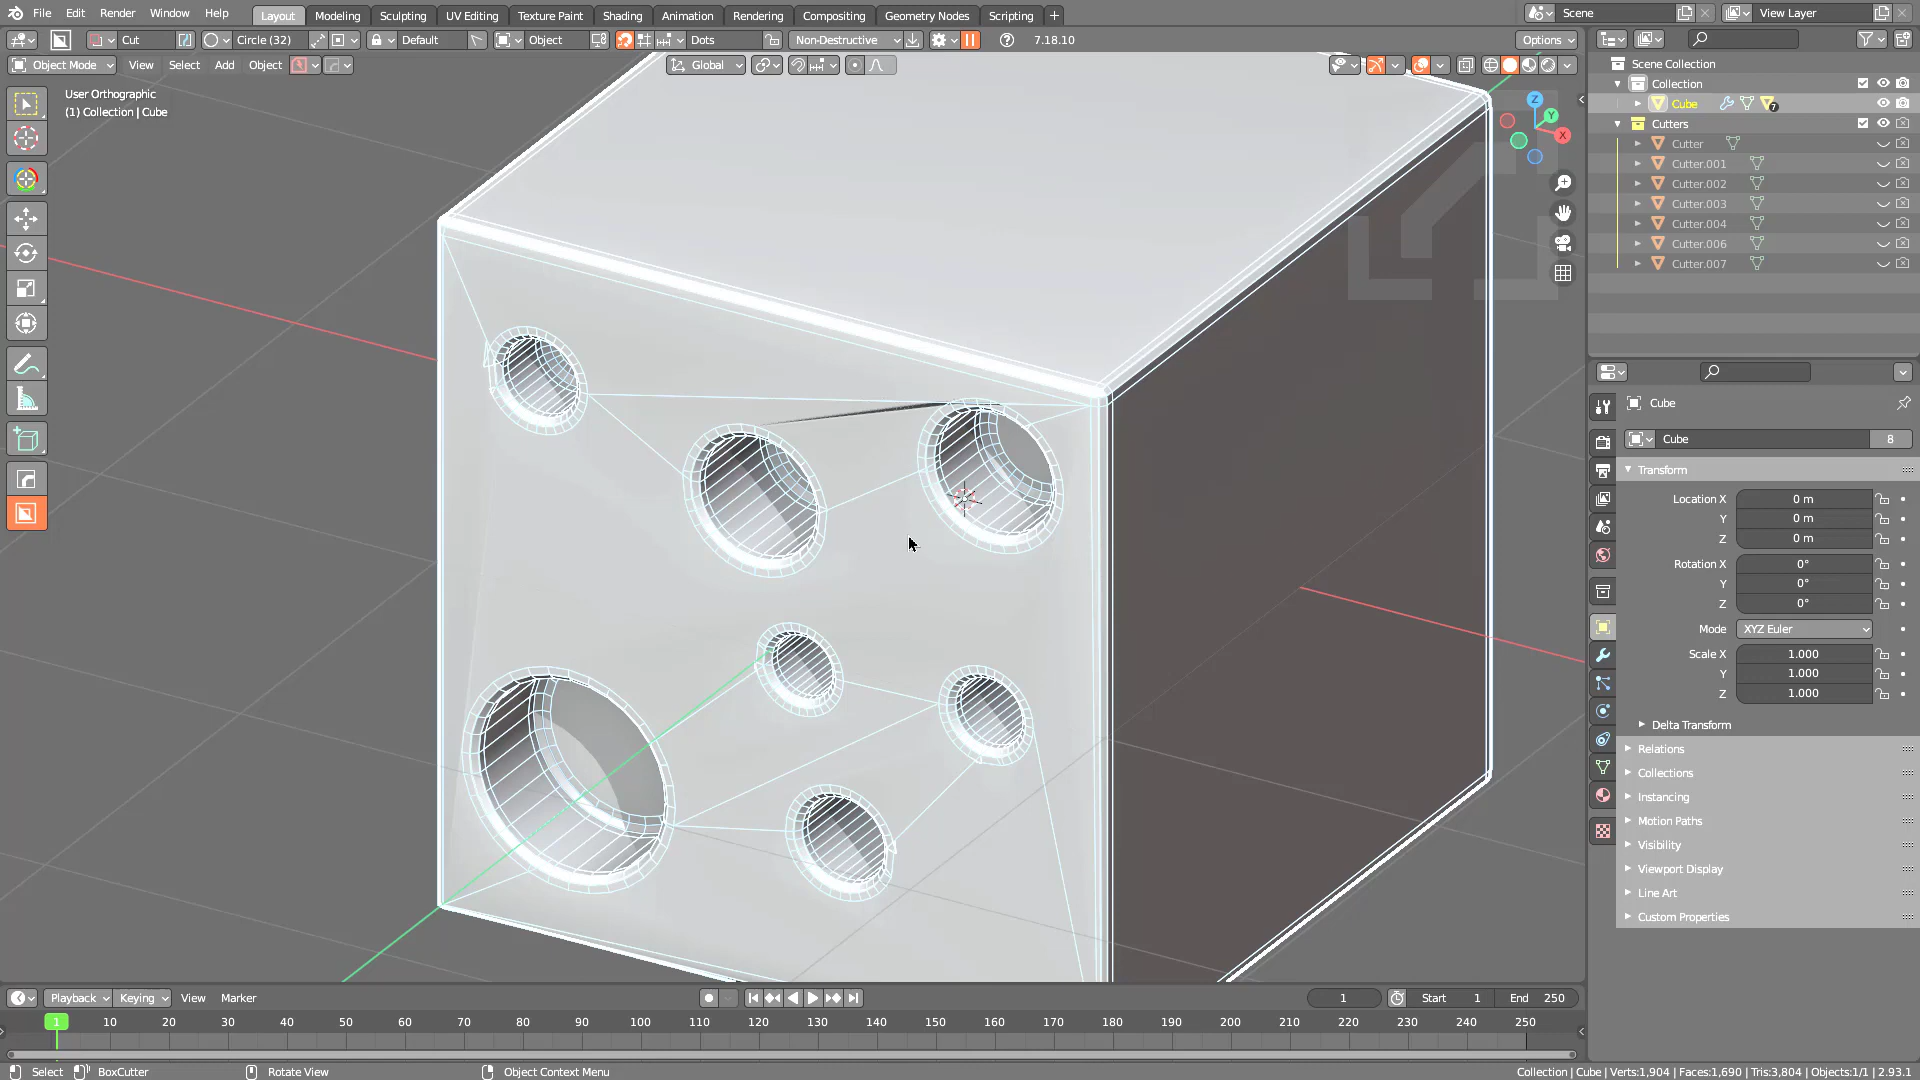 File Edit Render Window Help Layout Modeling Sculpting UV Editing Texture Paint Shading Animation Rendering Compositing Geometry Nodes Scripting + Scene View Layer
Cut Circle (32) Default Object Dots Non-Destructive 7.18.10 Options
Object Mode View Select Add Object Global
User Orthographic
(1) Collection | Cube
Z
Y
X
Scene Collection
Collection
Cube 7
Cutters
Cutter
Cutter.001
Cutter.002
Cutter.003
Cutter.004
Cutter.006
Cutter.007
Cube
Cube 8
Transform
Location X 0 m
Y 0 m
Z 0 m
Rotation X 0°
Y 0°
Z 0°
Mode XYZ Euler
Scale X 1.000
Y 1.000
Z 1.000
Delta Transform
Relations
Collections
Instancing
Motion Paths
Visibility
Viewport Display
Line Art
Custom Properties
Playback Keying View Marker 1 Start 1 End 250
1 10 20 30 40 50 60 70 80 90 100 110 120 130 140 150 160 170 180 190 200 210 220 230 240 250
Select BoxCutter Rotate View Object Context Menu Collection | Cube | Verts:1,904 | Faces:1,690 | Tris:3,804 | Objects:1/1 | 2.93.1